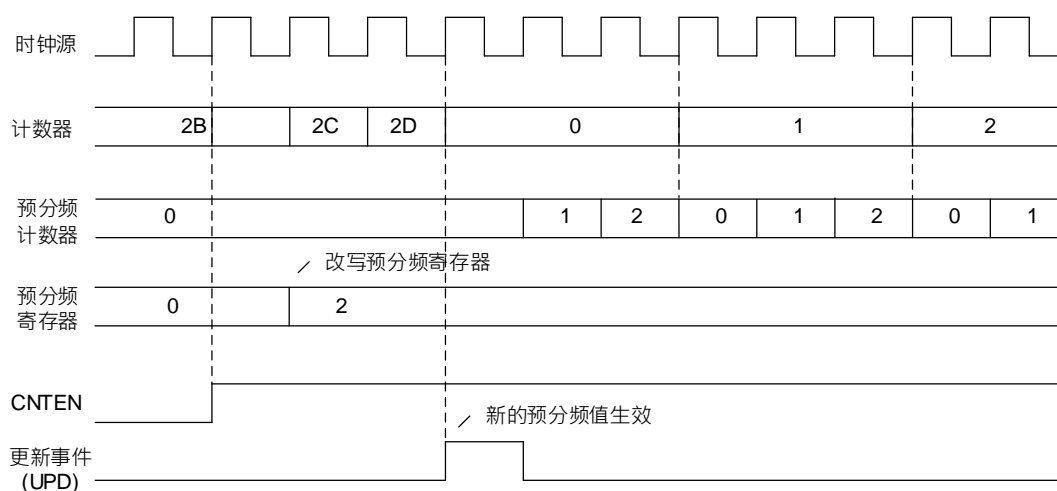 时钟源
计数器 2B 2C 2D 0 1 2
预分频
计数器
0 1 2 0 1 2 0 1
改写预分频寄存器
预分频
寄存器
0 2
CNTEN
新的预分频值生效
更新事件
(UPD)